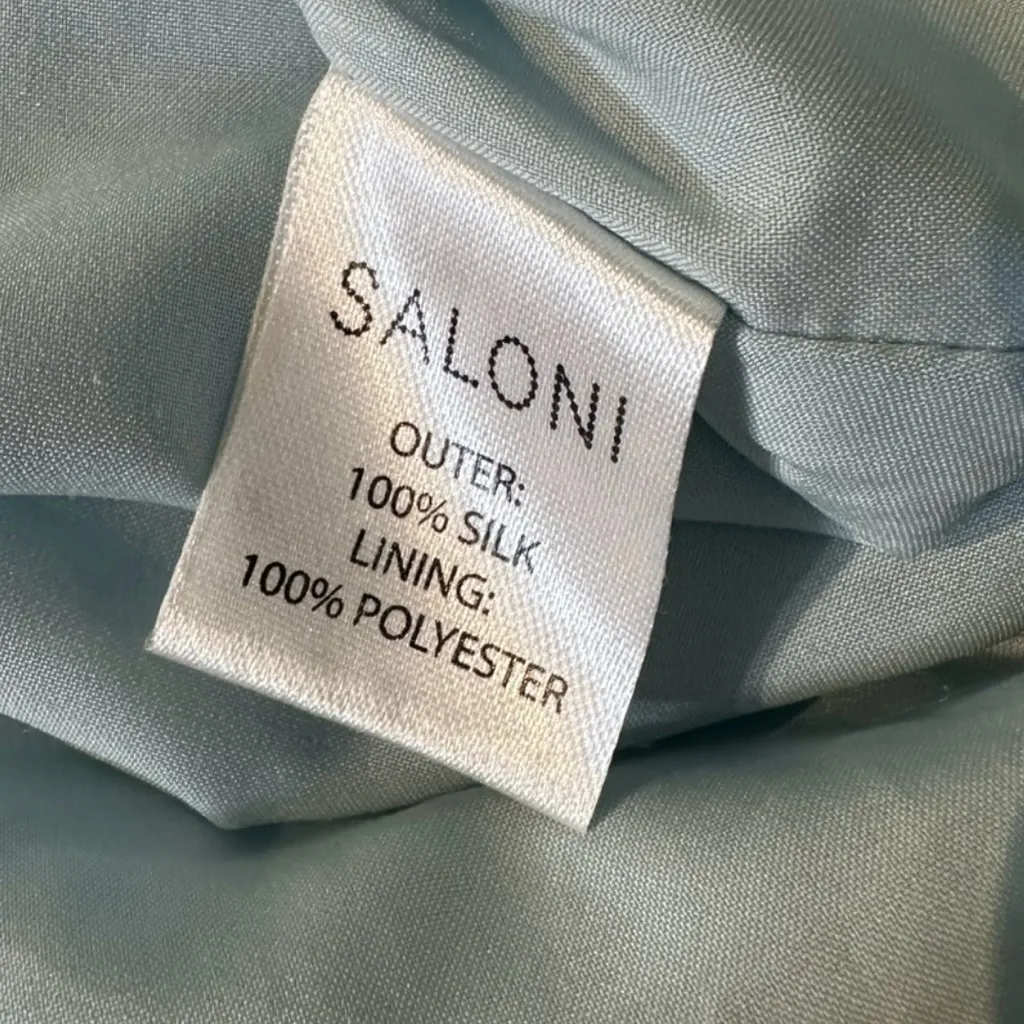 SALONI
OUTER:
100% SILK
LINING:
100% POLYESTER